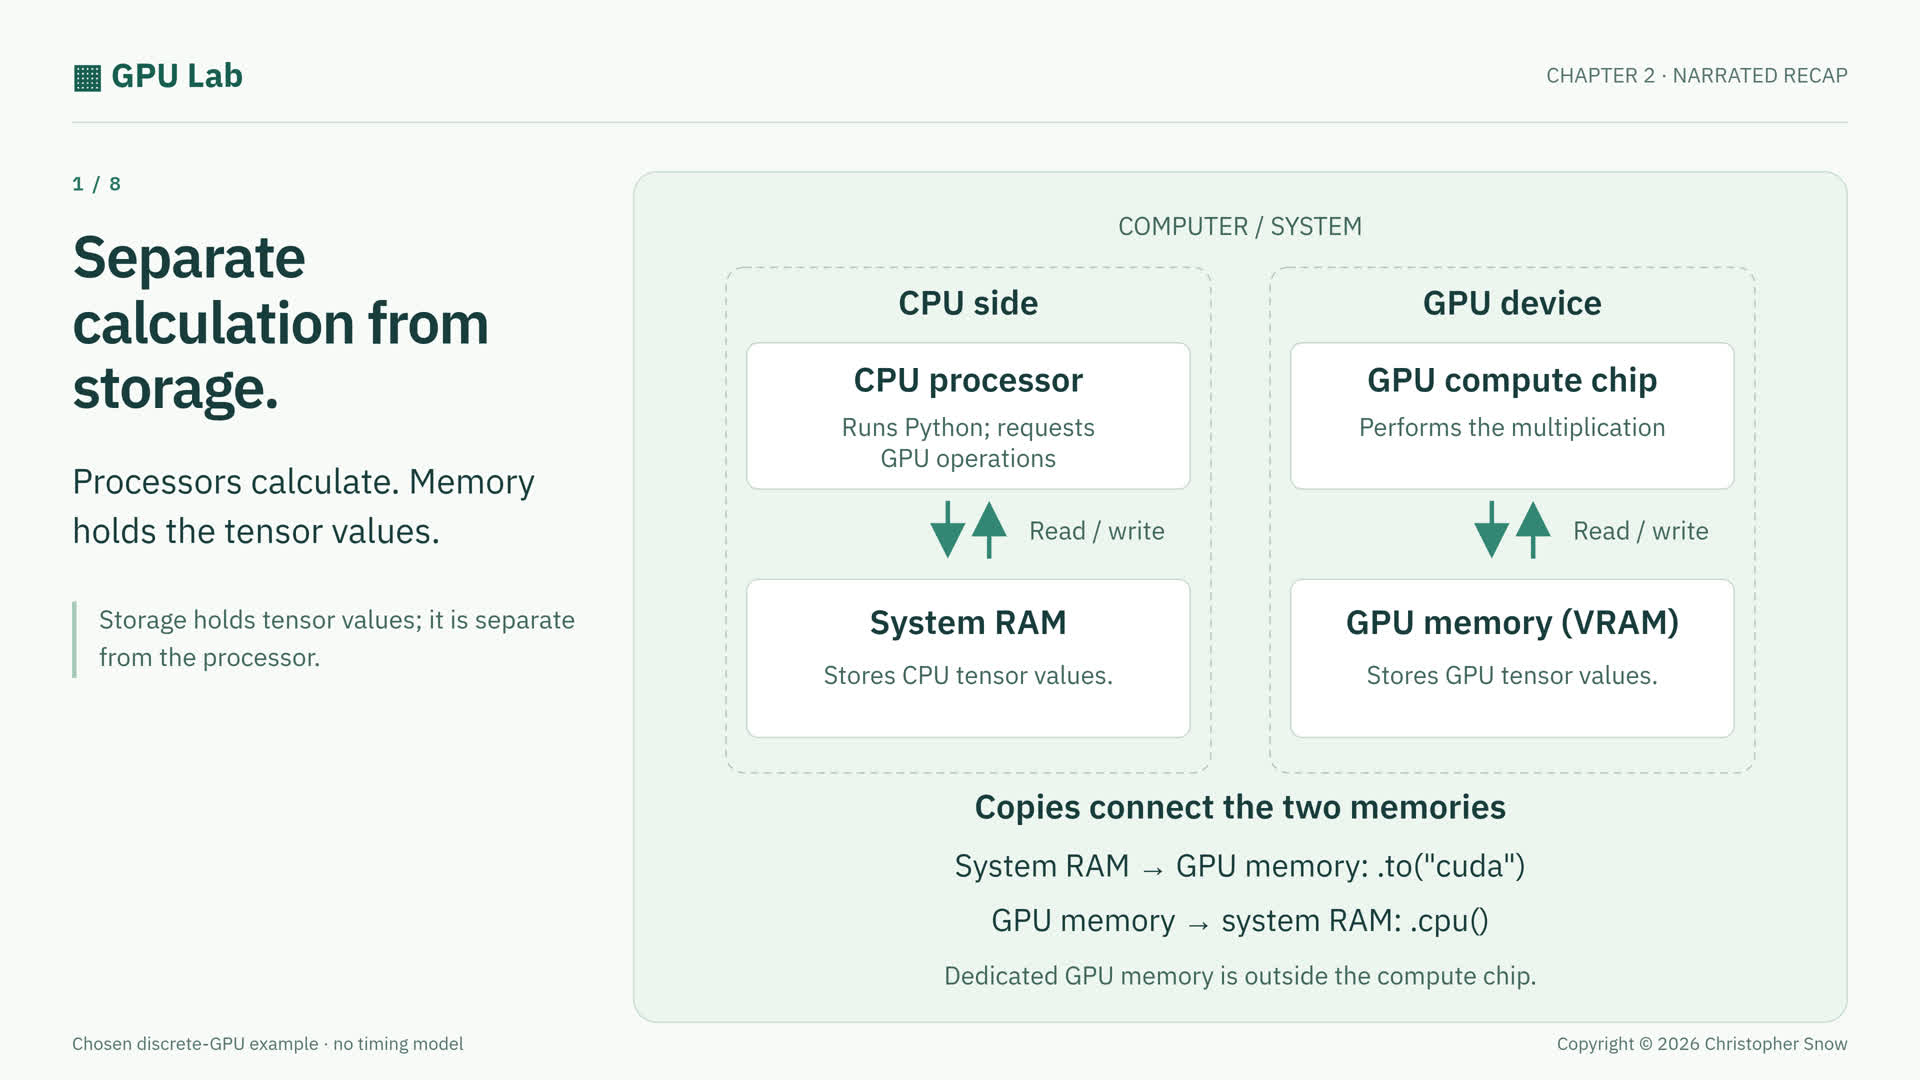 GPU Lab
CHAPTER 2 · NARRATED RECAP
1 / 8
Separate
calculation from
storage.
Processors calculate. Memory
holds the tensor values.
Storage holds tensor values; it is separate
from the processor.
COMPUTER / SYSTEM
CPU side
CPU processor
Runs Python; requests
GPU operations
Read / write
System RAM
Stores CPU tensor values.
GPU device
GPU compute chip
Performs the multiplication
Read / write
GPU memory (VRAM)
Stores GPU tensor values.
Copies connect the two memories
System RAM → GPU memory: .to("cuda")
GPU memory → system RAM: .cpu()
Dedicated GPU memory is outside the compute chip.
Chosen discrete-GPU example · no timing model
Copyright © 2026 Christopher Snow